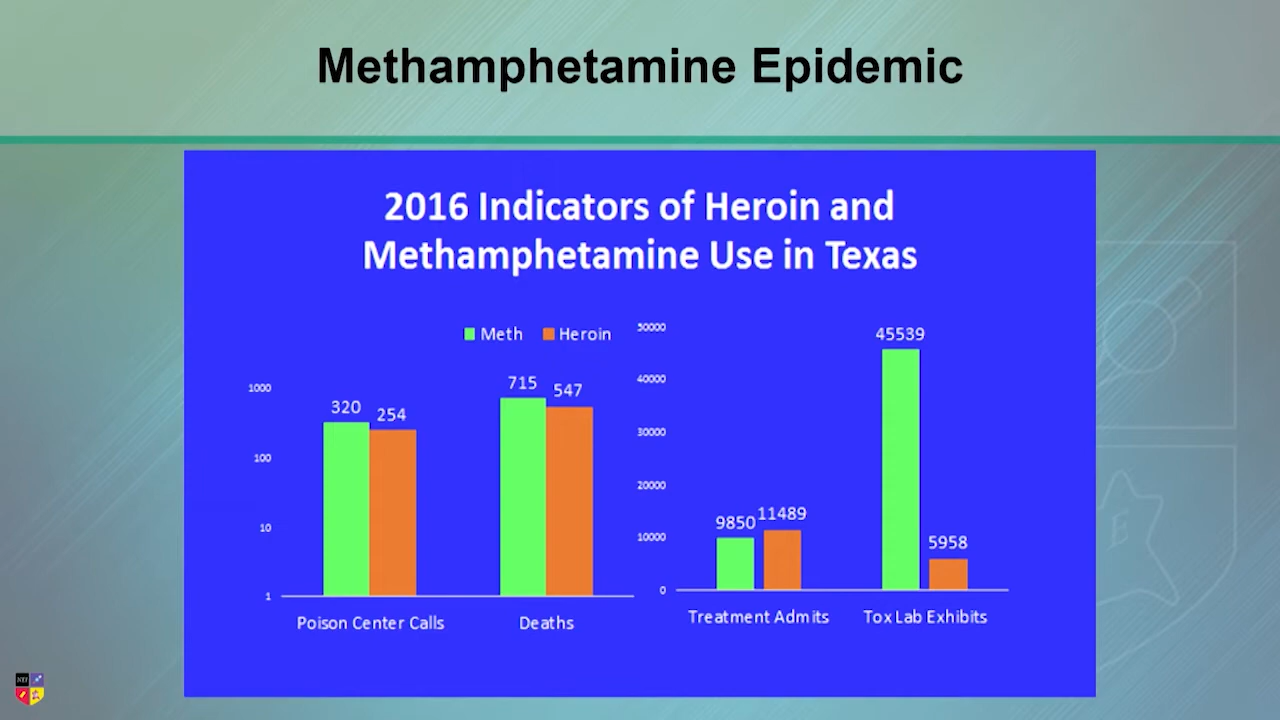 Methamphetamine Epidemic
2016 Indicators of Heroin and
Methamphetamine Use in Texas
Meth Heroin
1000
100
10
1
320 254
715 547
Poison Center Calls Deaths
50000
40000
30000
20000
10000
0
9850 11489
45539 5958
Treatment Admits Tox Lab Exhibits